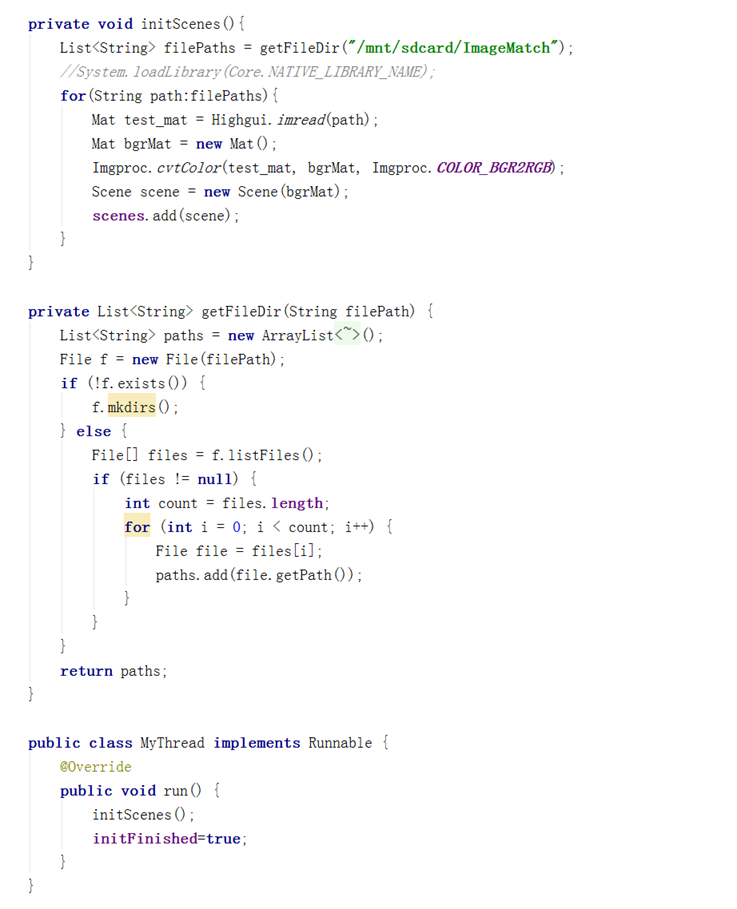 private void initScenes(){
    List<String> filePaths = getFileDir("/mnt/sdcard/ImageMatch");
    //System.loadLibrary(Core.NATIVE_LIBRARY_NAME);
    for(String path:filePaths){
        Mat test_mat = Highgui.imread(path);
        Mat bgrMat = new Mat();
        Imgproc.cvtColor(test_mat, bgrMat, Imgproc.COLOR_BGR2RGB);
        Scene scene = new Scene(bgrMat);
        scenes.add(scene);
    }
}
private List<String> getFileDir(String filePath) {
    List<String> paths = new ArrayList<~>();
    File f = new File(filePath);
    if (!f.exists()) {
        f.mkdirs();
    } else {
        File[] files = f.listFiles();
        if (files != null) {
            int count = files.length;
            for (int i = 0; i < count; i++) {
                File file = files[i];
                paths.add(file.getPath());
            }
        }
    }
    return paths;
}
public class MyThread implements Runnable {
    @Override
    public void run() {
        initScenes();
        initFinished=true;
    }
}